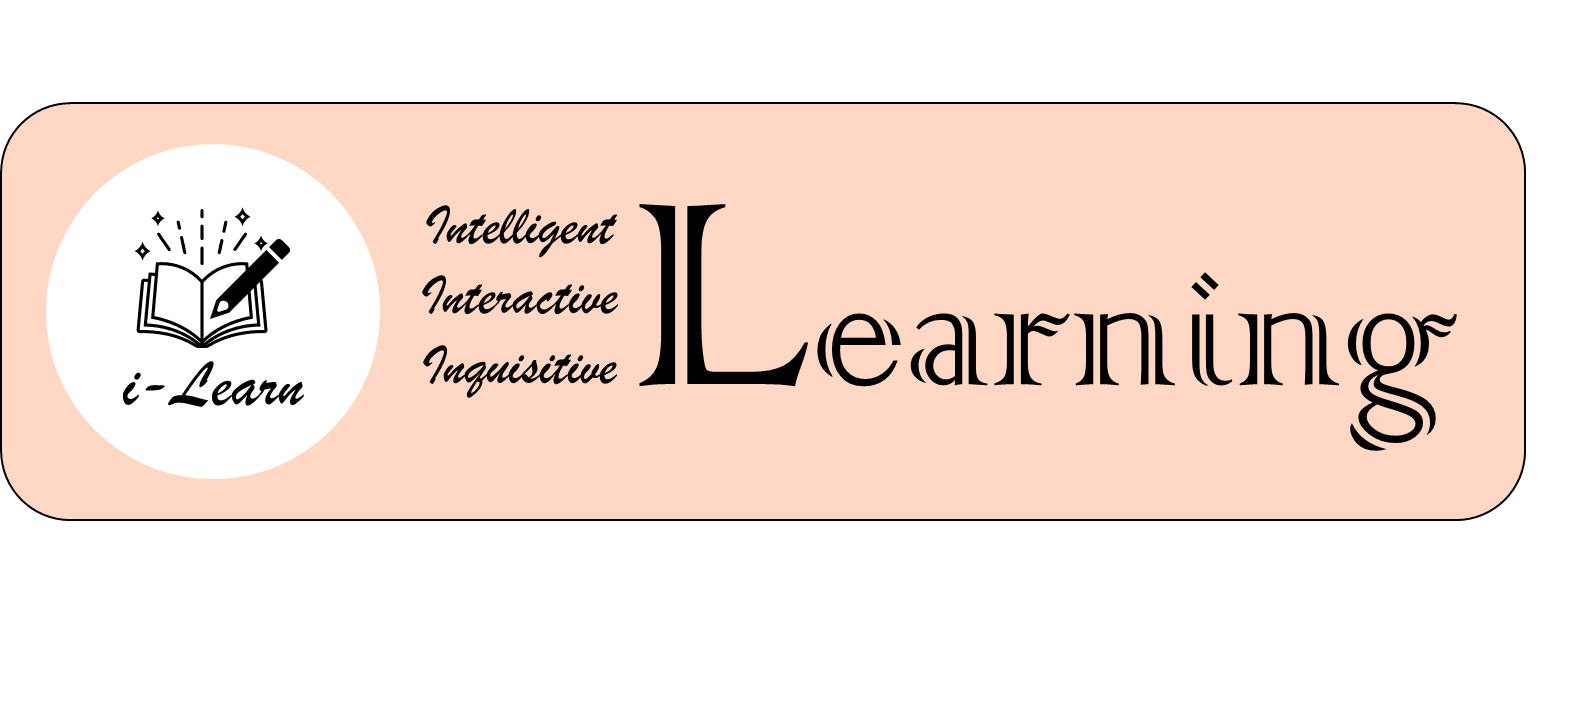 i-Learn
Intelligent
Interactive
Inquisitive
Learning